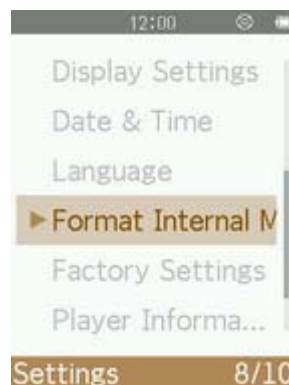 12:00
Display Settings
Date & Time
Language
Format Internal M
Factory Settings
Player Informa...
Settings 8/10